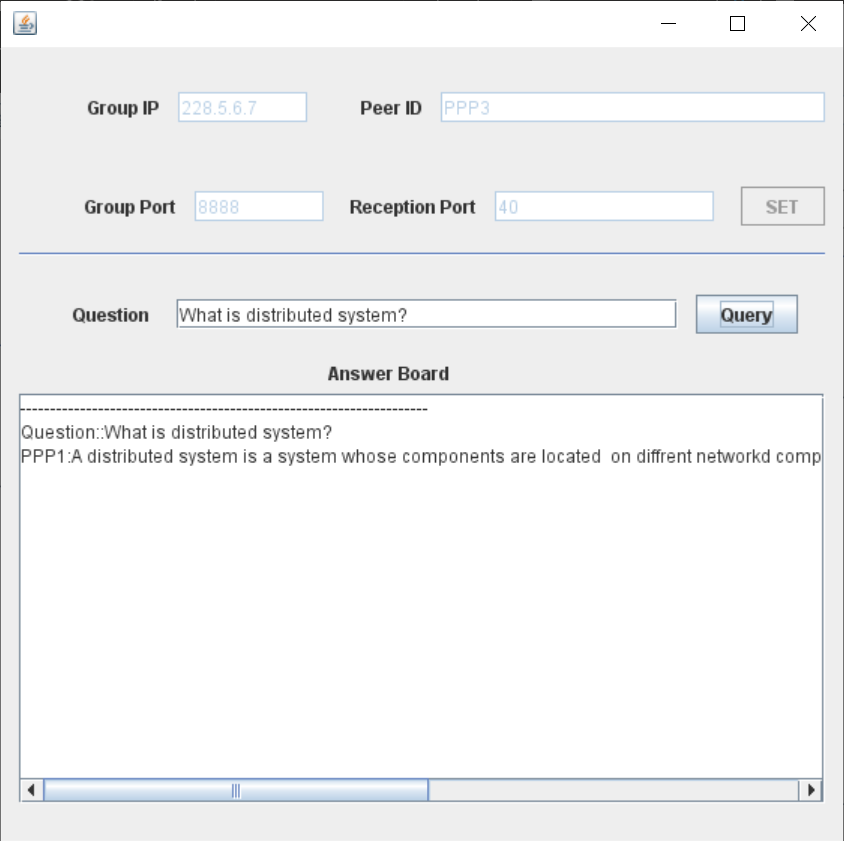 Group IP 228.5.6.7 Peer ID PPP3
Group Port 8888 Reception Port 40 SET
Question What is distributed system? Query
Answer Board
--------------------------------------------------------------------
Question::What is distributed system?
PPP1:A distributed system is a system whose components are located  on diffrent networkd comp